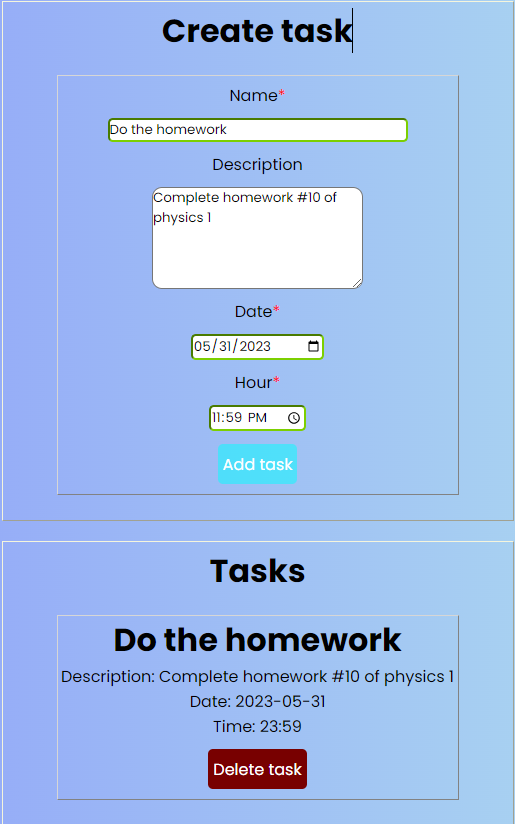 Create task
Name*
Do the homework
Description
Complete homework #10 of
physics 1
Date*
05/31/2023
Hour*
11:59 PM
Add task
Tasks
Do the homework
Description: Complete homework #10 of physics 1
Date: 2023-05-31
Time: 23:59
Delete task